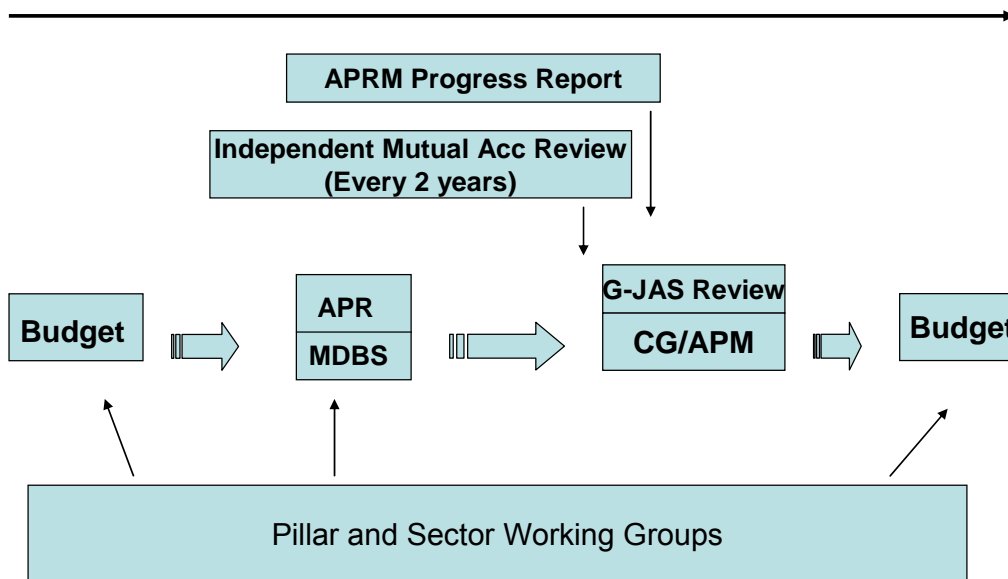 APRM Progress Report
Independent Mutual Acc Review
(Every 2 years)
Budget
APR
MDBS
G-JAS Review
CG/APM
Budget
Pillar and Sector Working Groups